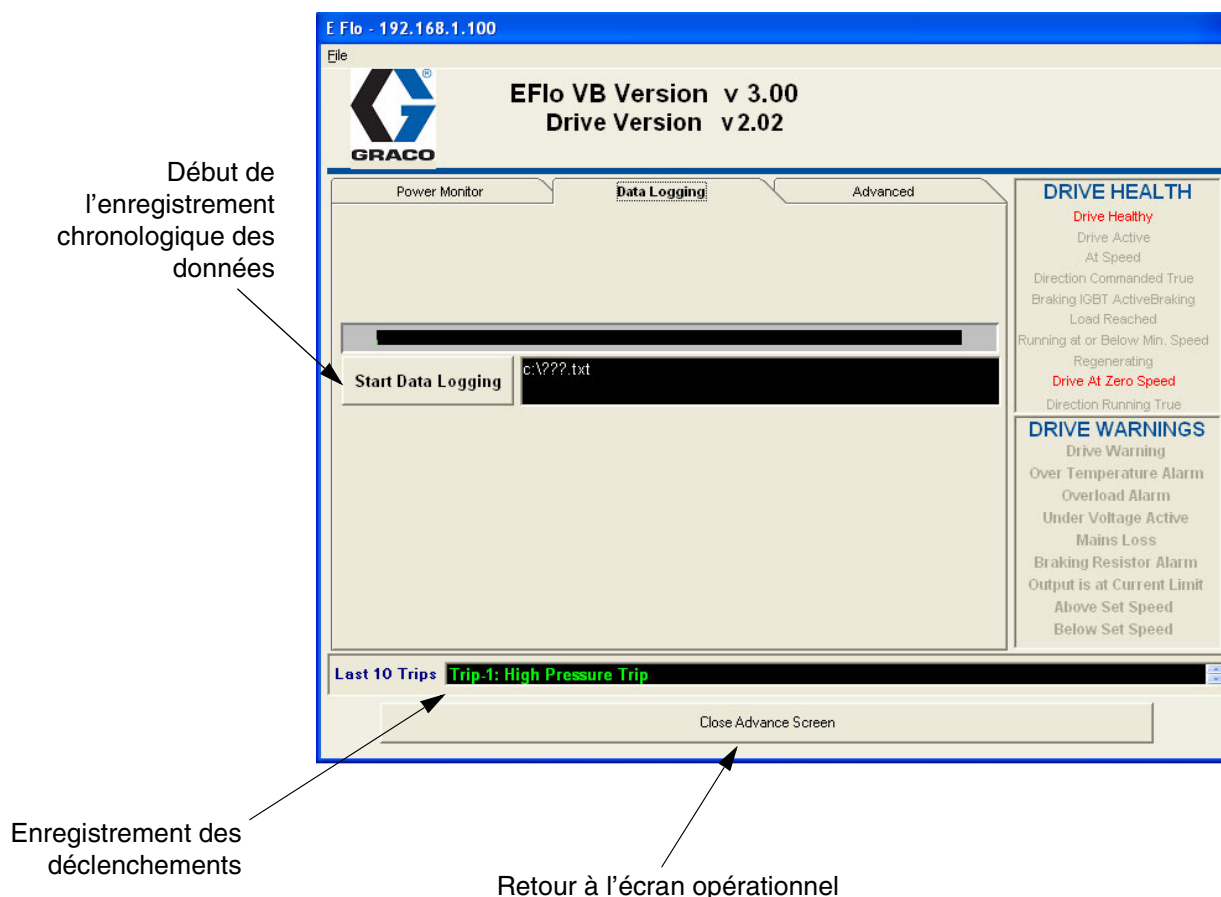 E Flo - 192.168.1.100
File
GRACO
®
EFlo VB Version v 3.00
Drive Version v 2.02
Début de
l'enregistrement
chronologique des
données
Power Monitor
Data Logging
Advanced
Start Data Logging
c:\???.txt
DRIVE HEALTH
Drive Healthy
Drive Active
At Speed
Direction Commanded True
Braking IGBT ActiveBraking
Load Reached
Running at or Below Min. Speed
Regenerating
Drive At Zero Speed
Direction Running True
DRIVE WARNINGS
Drive Warning
Over Temperature Alarm
Overload Alarm
Under Voltage Active
Mains Loss
Braking Resistor Alarm
Output is at Current Limit
Above Set Speed
Below Set Speed
Last 10 Trips
Trip-1: High Pressure Trip
Close Advance Screen
Enregistrement des
déclenchements
Retour à l'écran opérationnel